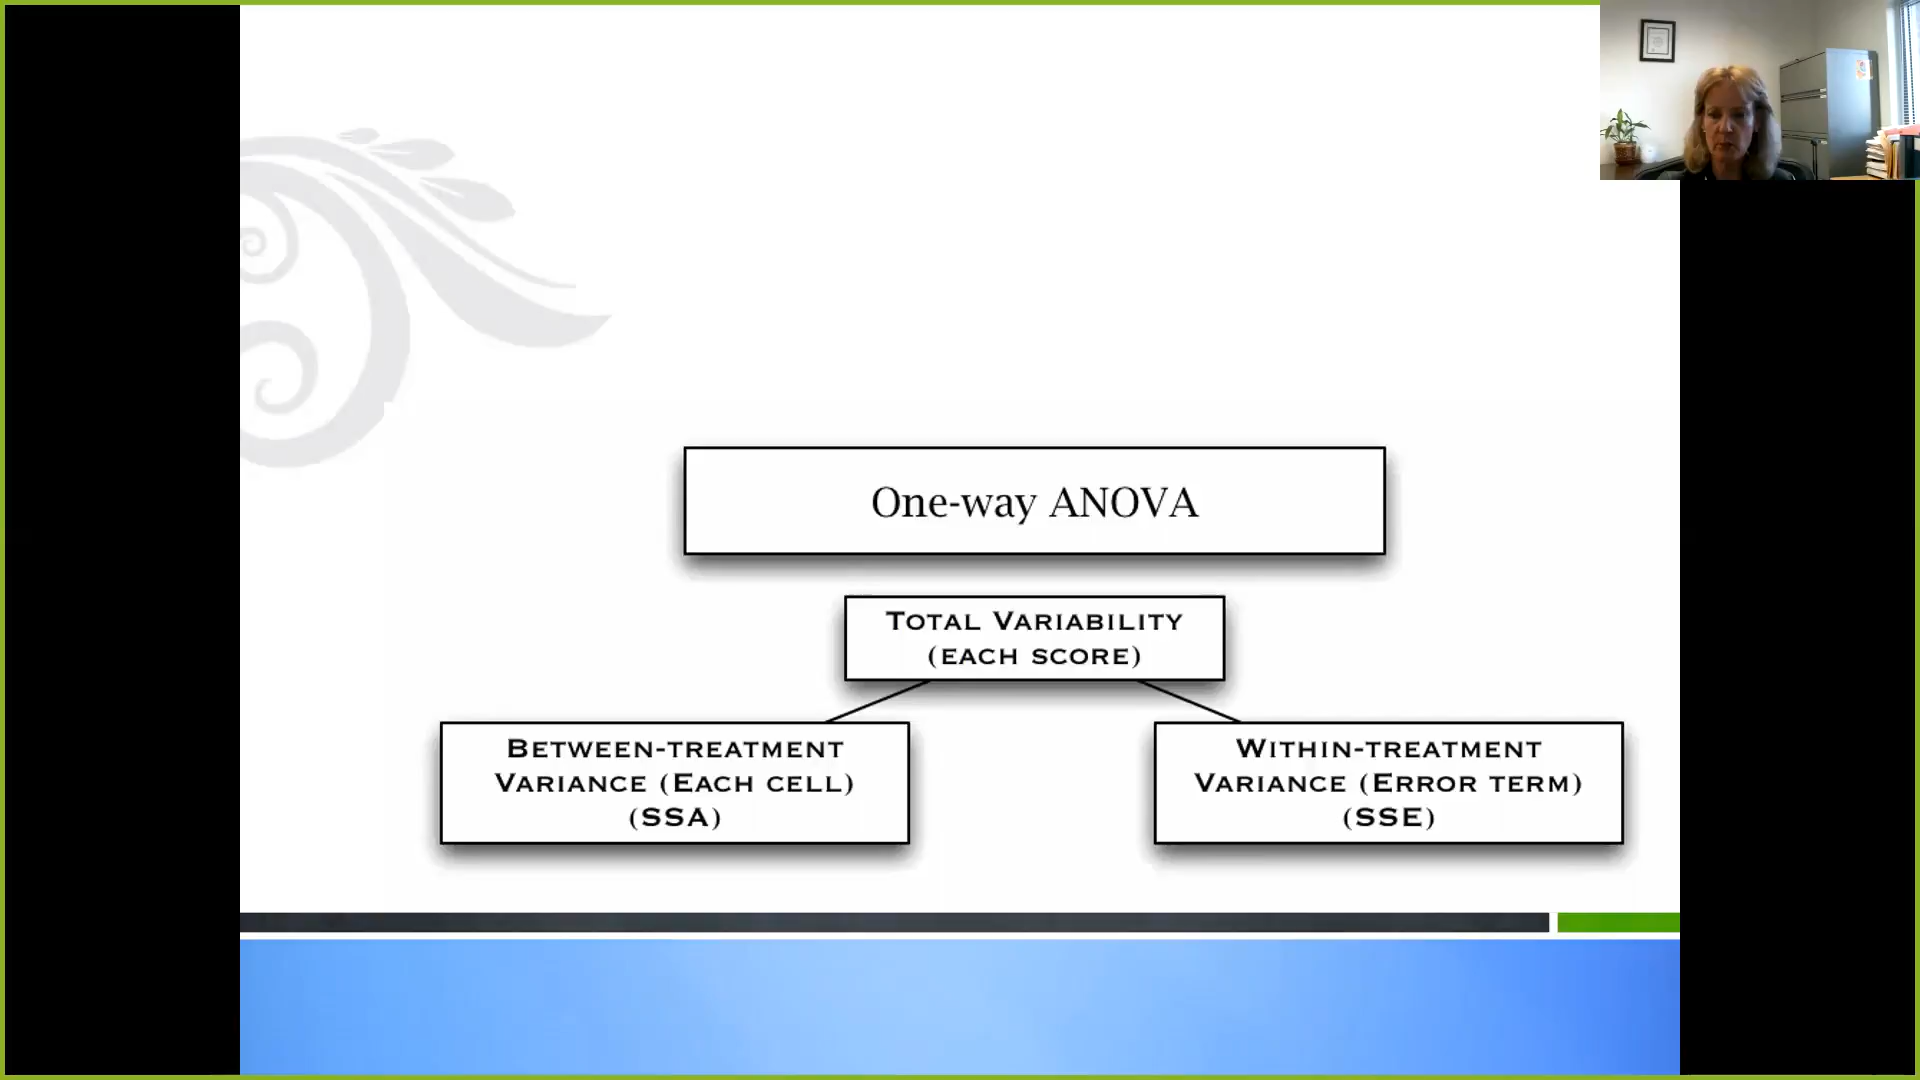 One-way ANOVA
TOTAL VARIABILITY
(EACH SCORE)
BETWEEN-TREATMENT
VARIANCE (EACH CELL)
(SSA)
WITHIN-TREATMENT
VARIANCE (ERROR TERM)
(SSE)